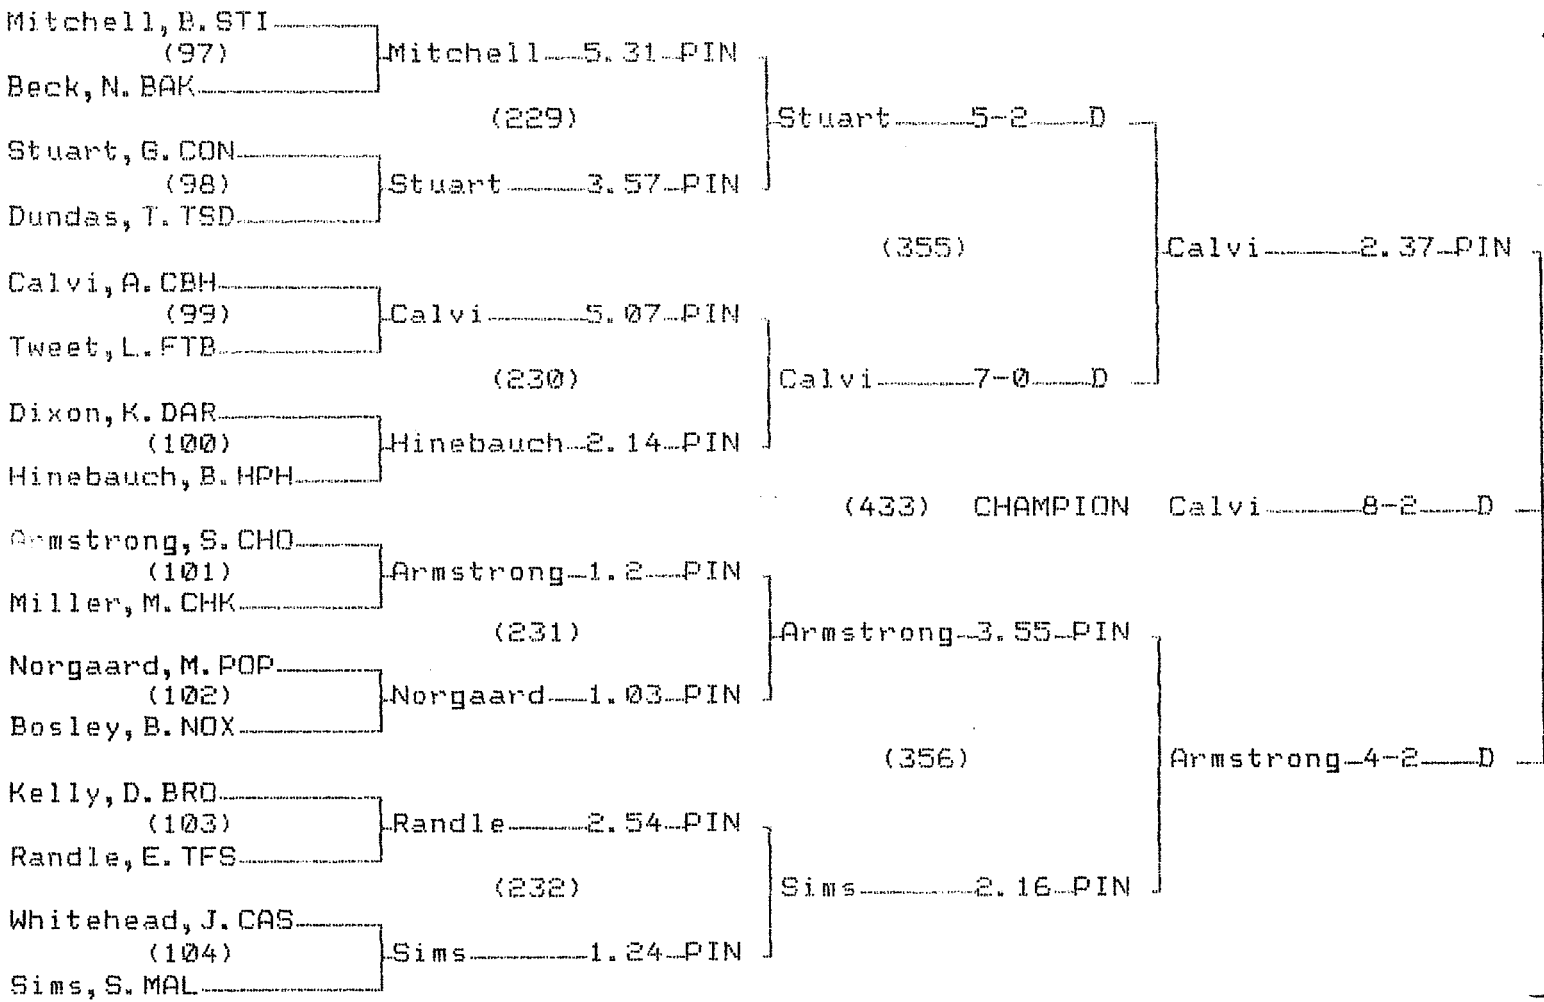 Mitchell, B. STI
(97) Mitchell 5.31 PIN
Beck, N. BAK
(229) Stuart 5-2 D
Stuart, G. CON
(98) Stuart 3.57 PIN
Dundas, T. TSD
(355) Calvi 2.37 PIN
Calvi, A. CBH
(99) Calvi 5.07 PIN
Tweet, L. FTB
(230) Calvi 7-0 D
Dixon, K. DAR
(100) Hinebauch 2.14 PIN
Hinebauch, B. HPH
(433) CHAMPION Calvi 8-2 D
Armstrong, S. CHO
(101) Armstrong 1.2 PIN
Miller, M. CHK
(231) Armstrong 3.55 PIN
Norgaard, M. POP
(102) Norgaard 1.03 PIN
Bosley, B. NOX
(356) Armstrong 4-2 D
Kelly, D. BRO
(103) Randle 2.54 PIN
Randle, E. TFS
(232) Sims 2.16 PIN
Whitehead, J. CAS
(104) Sims 1.24 PIN
Sims, S. MAL